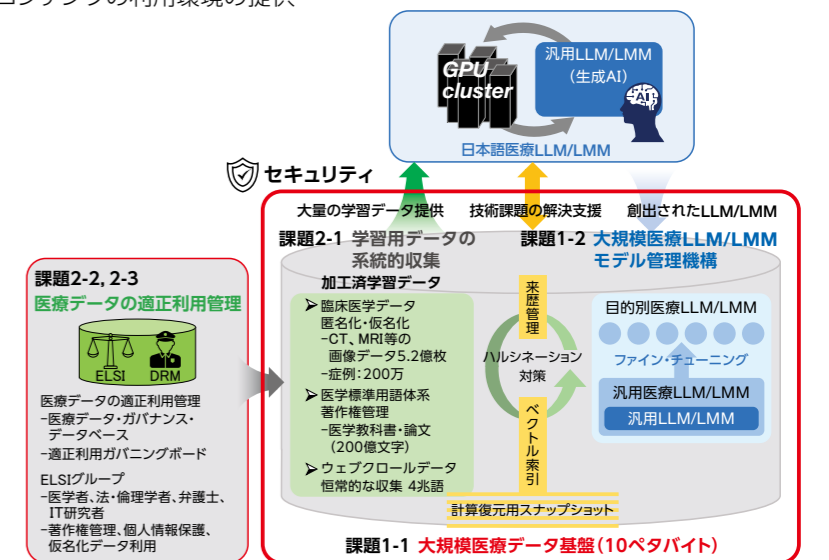 コンテンツの利用環境の提供
GPU
cluster
汎用LLM/LMM
（生成AI）
AI
日本語医療LLM/LMM
セキュリティ
大量の学習データ提供
技術課題の解決支援
創出されたLLM/LMM
課題2-1 学習用データの
系統的収集
課題1-2 大規模医療LLM/LMM
モデル管理機構
課題2-2, 2-3
医療データの適正利用管理
ELSI
DRM
医療データの適正利用管理
−医療データ・ガバナンス・
データベース
−適正利用ガバニングボード
ELSIグループ
−医学者、法・倫理学者、弁護士、
IT研究者
−著作権管理、個人情報保護、
仮名化データ利用
加工済学習データ
➢臨床医学データ
匿名化・仮名化
−CT、MRI等の
画像データ5.2億枚
−症例：200万
➢医学標準用語体系
著作権管理
−医学教科書・論文
（200億文字）
➢ウェブクロールデータ
恒常的な収集 4兆語
来歴管理
ハルシネーション
対策
ベクトル索引
目的別医療LLM/LMM
ファイン・チューニング
汎用医療LLM/LMM
汎用LLM/LMM
計算復元用スナップショット
課題1-1 大規模医療データ基盤（10ペタバイト）